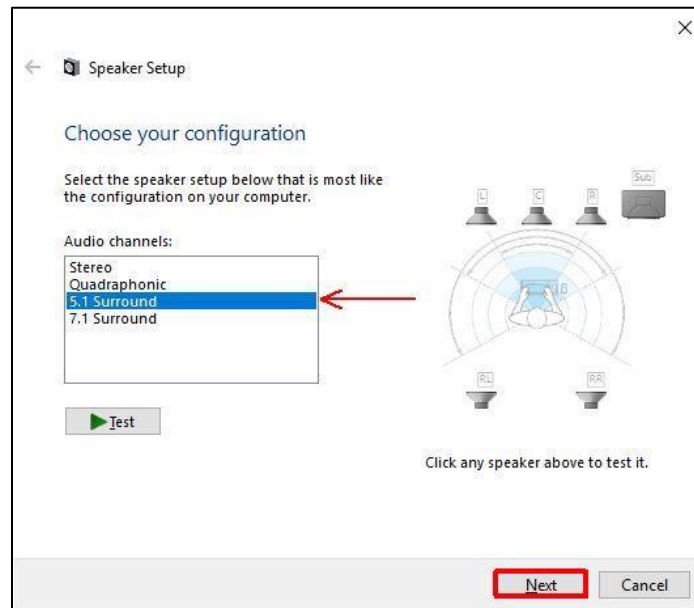 Speaker Setup
Choose your configuration
Select the speaker setup below that is most like
the configuration on your computer.
Audio channels:
Stereo
Quadraphonic
5.1 Surround
7.1 Surround
Test
L
C
R
Sub
RL
RR
Click any speaker above to test it.
Next
Cancel